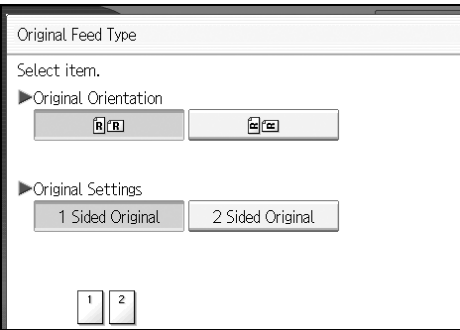 Original Feed Type
Select item.
▶Original Orientation
R R R R
▶Original Settings
1 Sided Original 2 Sided Original
1 2